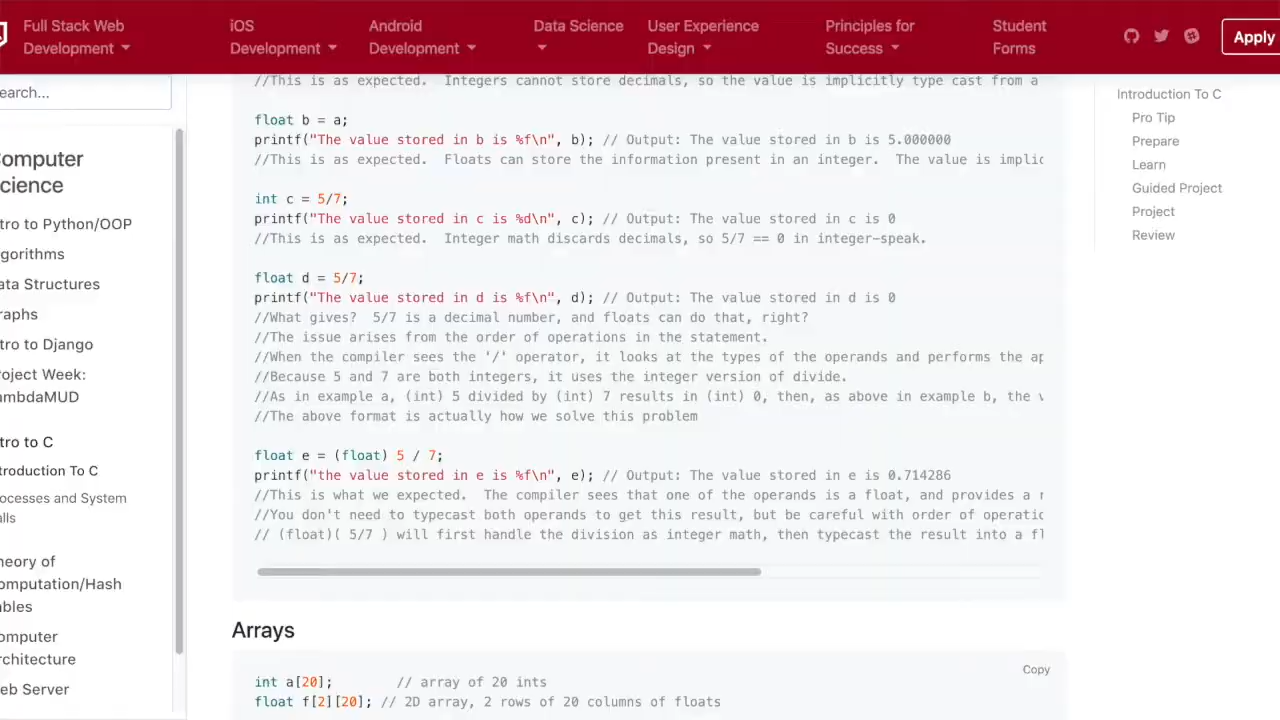 Full Stack Web
Development
iOS
Development
Android
Development
Data Science
User Experience
Design
Principles for
Success
Student
Forms
Apply
earch...
omputer
cience
tro to Python/OOP
gorithms
ata Structures
raphs
tro to Django
roject Week:
ambdaMUD
tro to C
troduction To C
ocesses and System
alls
heory of
omputation/Hash
ables
omputer
rchitecture
eb Server
//This is as expected.  Integers cannot store decimals, so the value is implicitly type cast from a
float b = a;
printf("The value stored in b is %f\n", b); // Output: The value stored in b is 5.000000
//This is as expected.  Floats can store the information present in an integer.  The value is implic
int c = 5/7;
printf("The value stored in c is %d\n", c); // Output: The value stored in c is 0
//This is as expected.  Integer math discards decimals, so 5/7 == 0 in integer-speak.
float d = 5/7;
printf("The value stored in d is %f\n", d); // Output: The value stored in d is 0
//What gives?  5/7 is a decimal number, and floats can do that, right?
//The issue arises from the order of operations in the statement.
//When the compiler sees the '/' operator, it looks at the types of the operands and performs the ap
//Because 5 and 7 are both integers, it uses the integer version of divide.
//As in example a, (int) 5 divided by (int) 7 results in (int) 0, then, as above in example b, the v
//The above format is actually how we solve this problem
float e = (float) 5 / 7;
printf("the value stored in e is %f\n", e); // Output: The value stored in e is 0.714286
//This is what we expected.  The compiler sees that one of the operands is a float, and provides a r
//You don't need to typecast both operands to get this result, but be careful with order of operatio
// (float)( 5/7 ) will first handle the division as integer math, then typecast the result into a fl
Arrays
Copy
int a[20];       // array of 20 ints
float f[2][20]; // 2D array, 2 rows of 20 columns of floats
Introduction To C
Pro Tip
Prepare
Learn
Guided Project
Project
Review